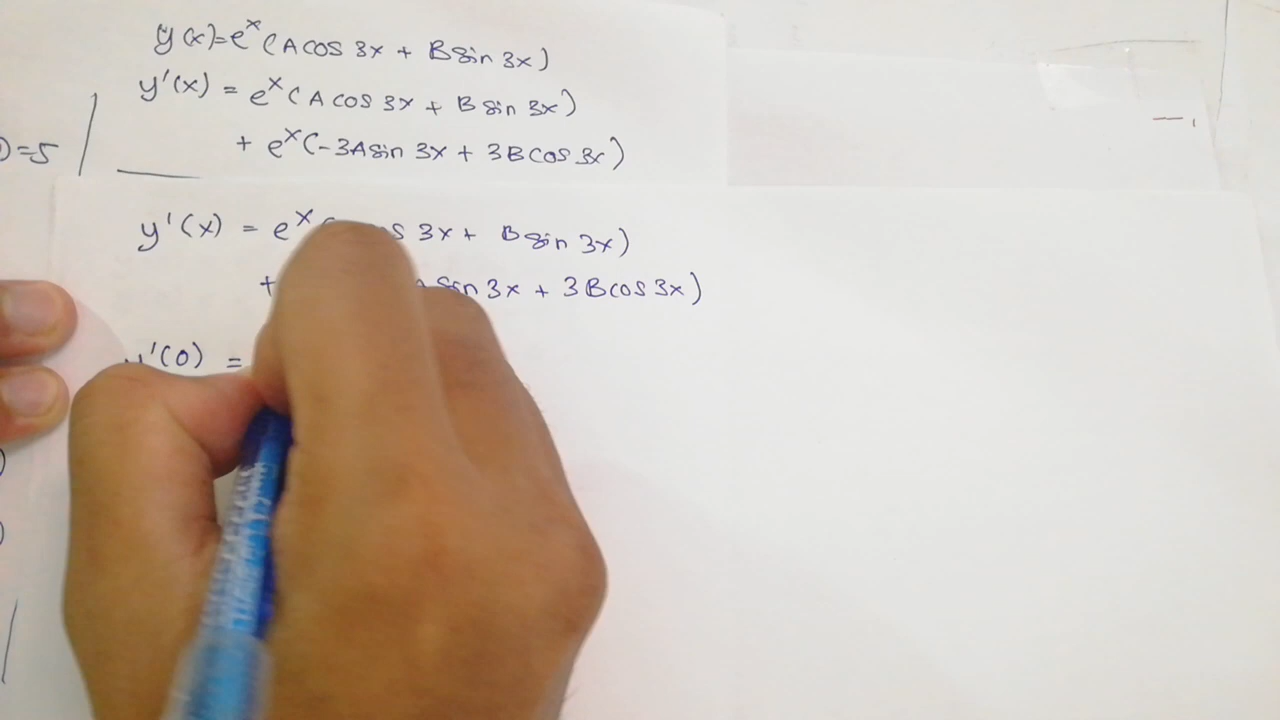 y(x)=e^x (A cos 3x + B sin 3x)
y'(x) = e^x (A cos 3x + B sin 3x)
+ e^x (-3A sin 3x + 3B cos 3x)
)=5
y'(x) = e^x ( 3x + B sin 3x)
+ sin 3x + 3B cos 3x)
y'(0) =